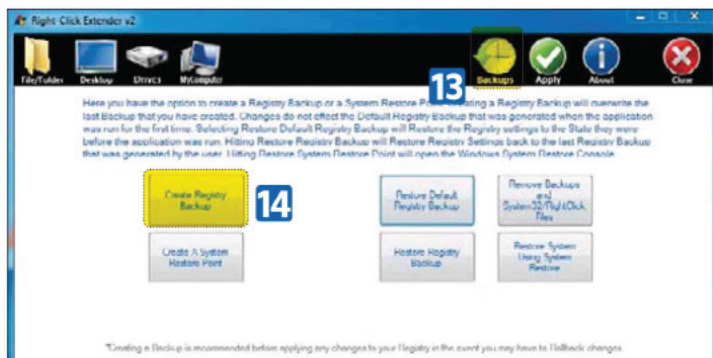 Right-Click Extender v2
File/Folder Desktop Drives MyComputer Backups Apply About Close
13
Here you have the option to create a Registry Backup or a System Restore Point. Creating a Registry Backup will overwrite the
last Backup that you have created. Changes do not effect the Default Registry Backup that was generated when the application
was run for the first time. Selecting Restore Default Registry Backup will Restore the Registry settings to the State they were
before the application was run. Hitting Restore Registry Backup will Restore Registry Settings back to the last Registry Backup
that was generated by the user. Hitting Restore System Restore Point will open the Windows System Restore Console.
Create Registry
Backup
14
Restore Default
Registry Backup
Remove Backups
and
System32/RightClick
Files
Create A System
Restore Point
Restore Registry
Backup
Restore System
Using System
Restore
*Creating a Backup is recommended before applying any changes to your Registry in the event you may have to Rollback changes